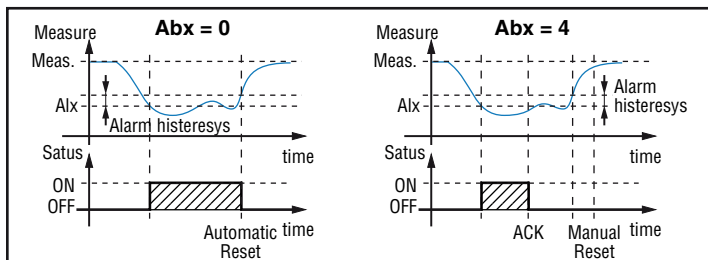 Abx = 0
Measure
Meas.
Alx
Alarm histeresys
time
Satus
ON
OFF
Automatic
Reset
time
Abx = 4
Measure
Meas.
Alx
Alarm
histeresys
time
Satus
ON
OFF
ACK
Manual
Reset
time